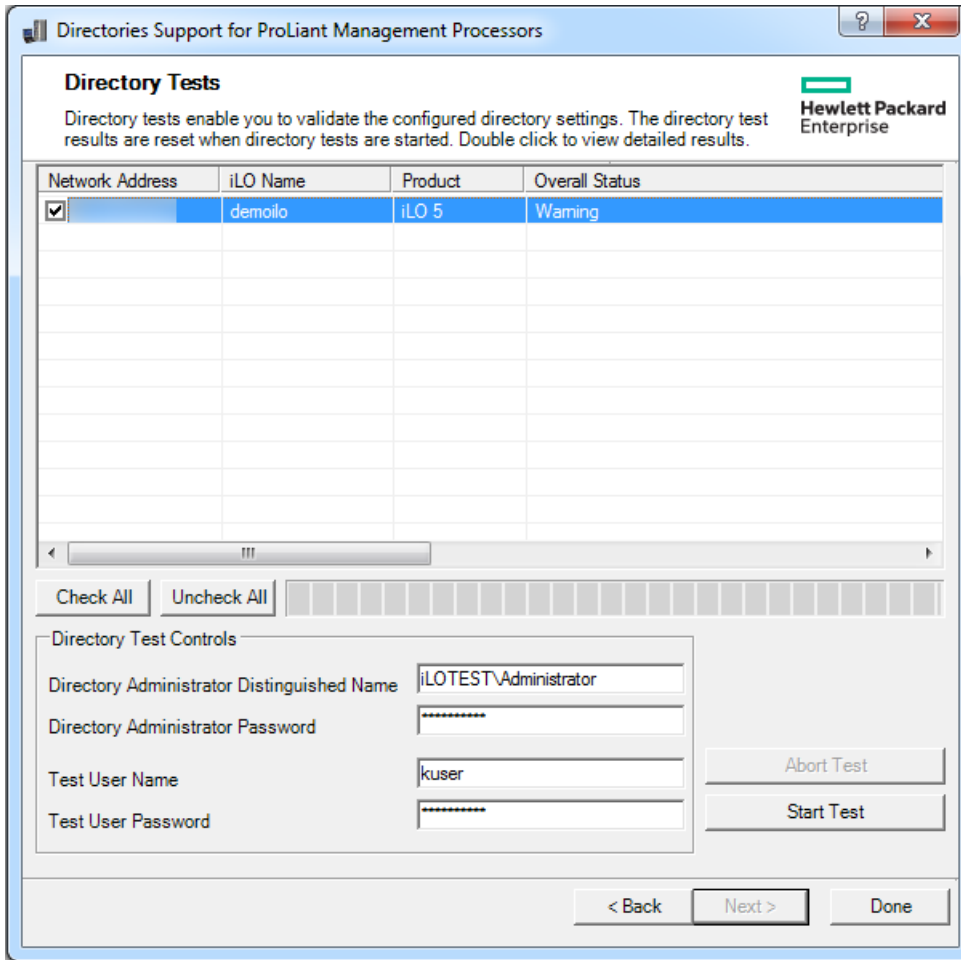 Directories Support for ProLiant Management Processors
?
X
Directory Tests
Directory tests enable you to validate the configured directory settings. The directory test
results are reset when directory tests are started. Double click to view detailed results.
Hewlett Packard
Enterprise
Network Address iLO Name Product Overall Status
demoilo iLO 5 Warning
Check All Uncheck All
Directory Test Controls
Directory Administrator Distinguished Name iLOTEST\Administrator
Directory Administrator Password **********
Test User Name kuser
Test User Password **********
Abort Test
Start Test
< Back Next > Done